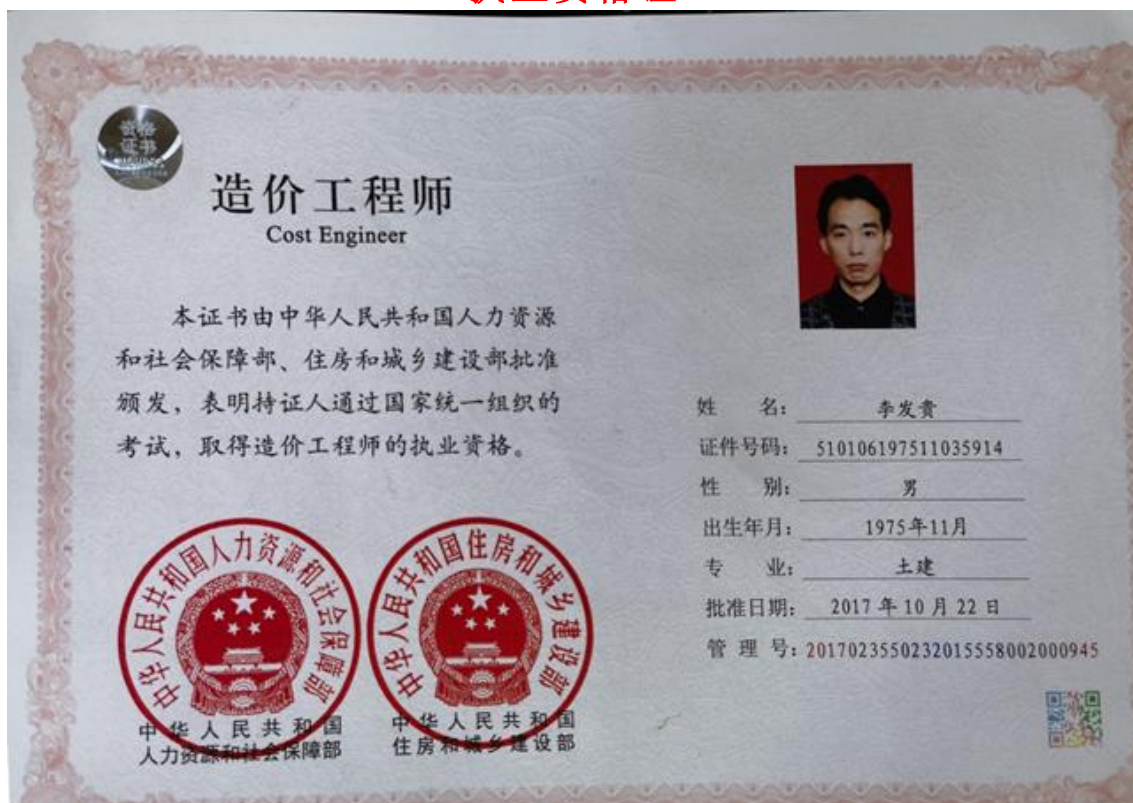 资格
证书
造价工程师
Cost Engineer
本证书由中华人民共和国人力资源
和社会保障部、住房和城乡建设部批准
颁发，表明持证人通过国家统一组织的
考试，取得造价工程师的执业资格。
中华人民共和国人力资源和社会保障部
中华人民共和国
人力资源和社会保障部
中华人民共和国住房和城乡建设部
中华人民共和国
住房和城乡建设部
姓 名： 李发贵
证件号码： 510106197511035914
性 别： 男
出生年月： 1975年11月
专 业： 土建
批准日期： 2017 年 10 月 22 日
管 理 号：2017023550232015558002000945